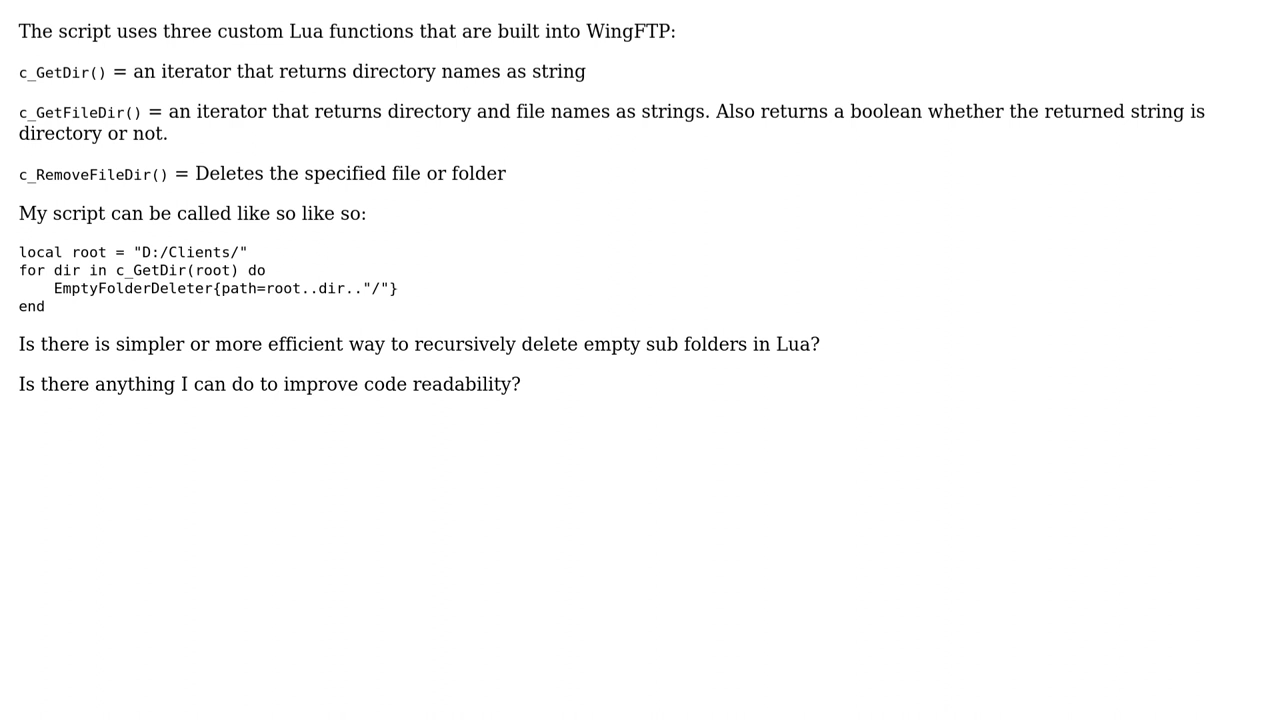 The script uses three custom Lua functions that are built into WingFTP:
c_GetDir() = an iterator that returns directory names as string
c_GetFileDir() = an iterator that returns directory and file names as strings. Also returns a boolean whether the returned string is
directory or not.
c_RemoveFileDir() = Deletes the specified file or folder
My script can be called like so like so:
local root = "D:/Clients/"
for dir in c_GetDir(root) do
    EmptyFolderDeleter{path=root..dir.."/"}
end
Is there is simpler or more efficient way to recursively delete empty sub folders in Lua?
Is there anything I can do to improve code readability?